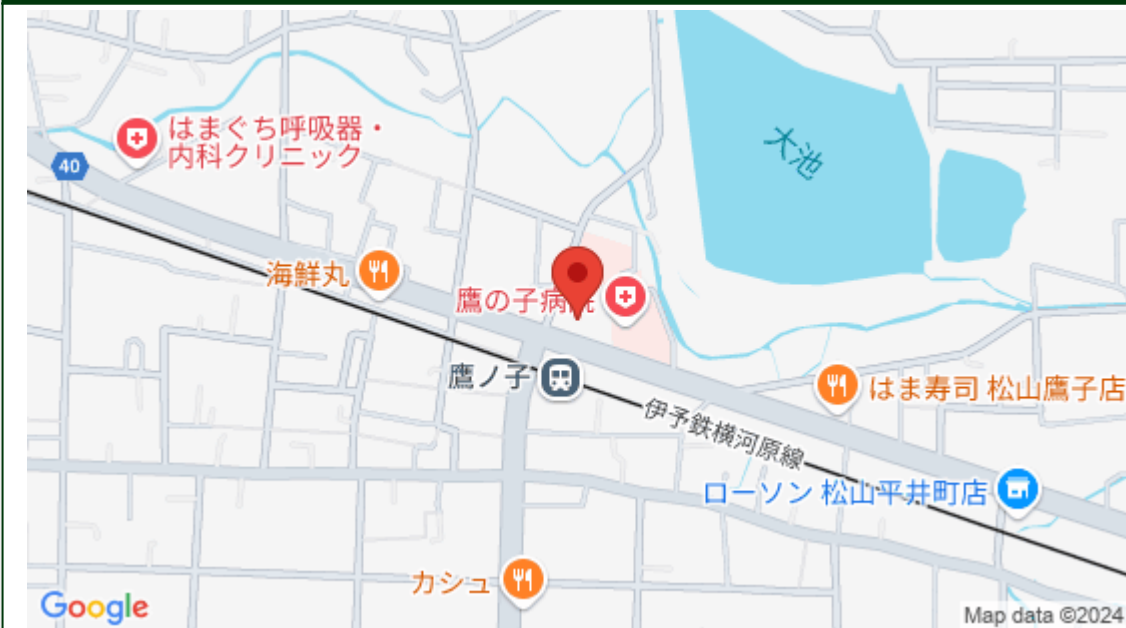 大池
はまぐち呼吸器・
内科クリニック
40
海鮮丸
鷹の子病院
鷹ノ子
はま寿司 松山鷹子店
伊予鉄横河原線
ローソン 松山平井町店
カシュ
Google
Map data ©2024